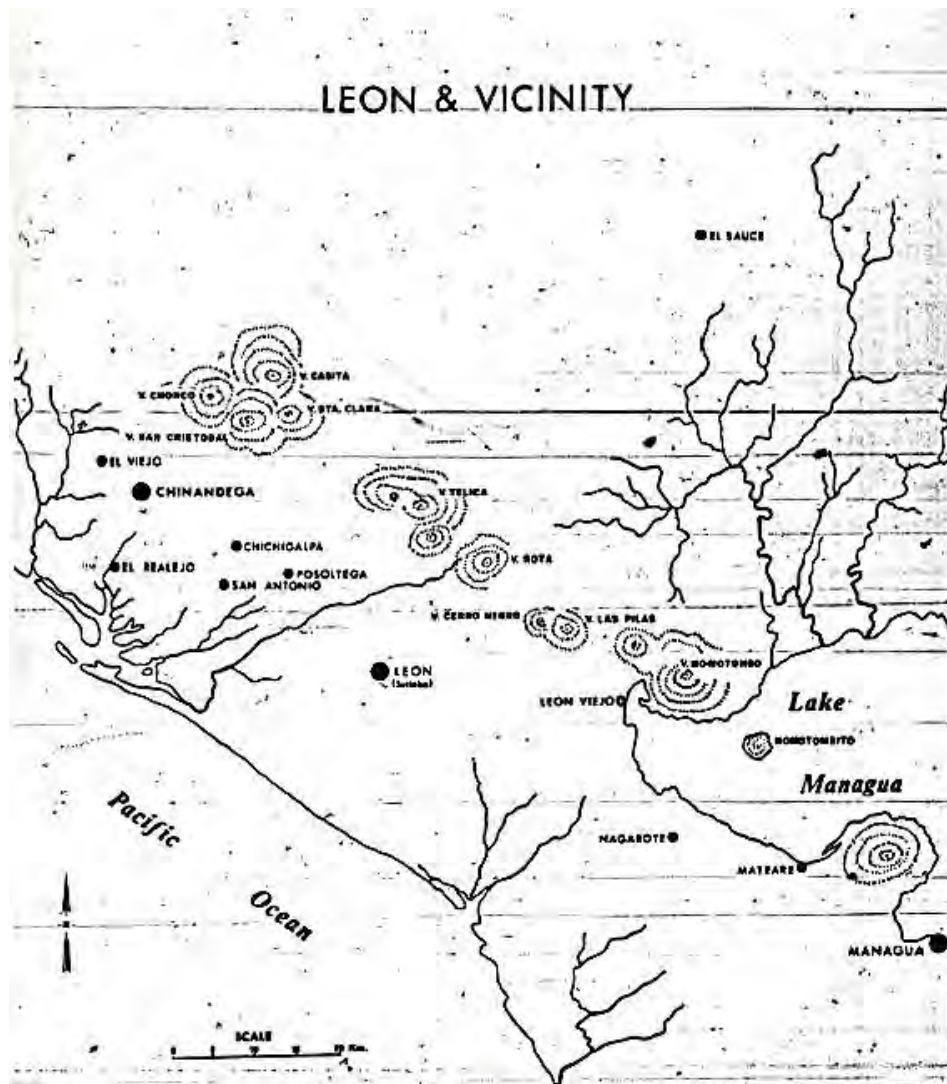 LEON & VICINITY
EL SAUCE
V. CASITA
V. CHONCO
V. STA. CLARA
V. SAN CRISTOBAL
EL VIEJO
CHINANDEGA
V. TELICA
CHICHIGALPA
V. ROTA
EL REALEJO
POSOLTEGA
SAN ANTONIO
V. CERRO NEGRO
V. LAS PILAS
LEON
V. MOMOTOMBO
LEON VIEJO
Lake
MOMOTOMBITO
Managua
Pacific
NAGAROTE
MATEARE
Ocean
MANAGUA
SCALE
Km.